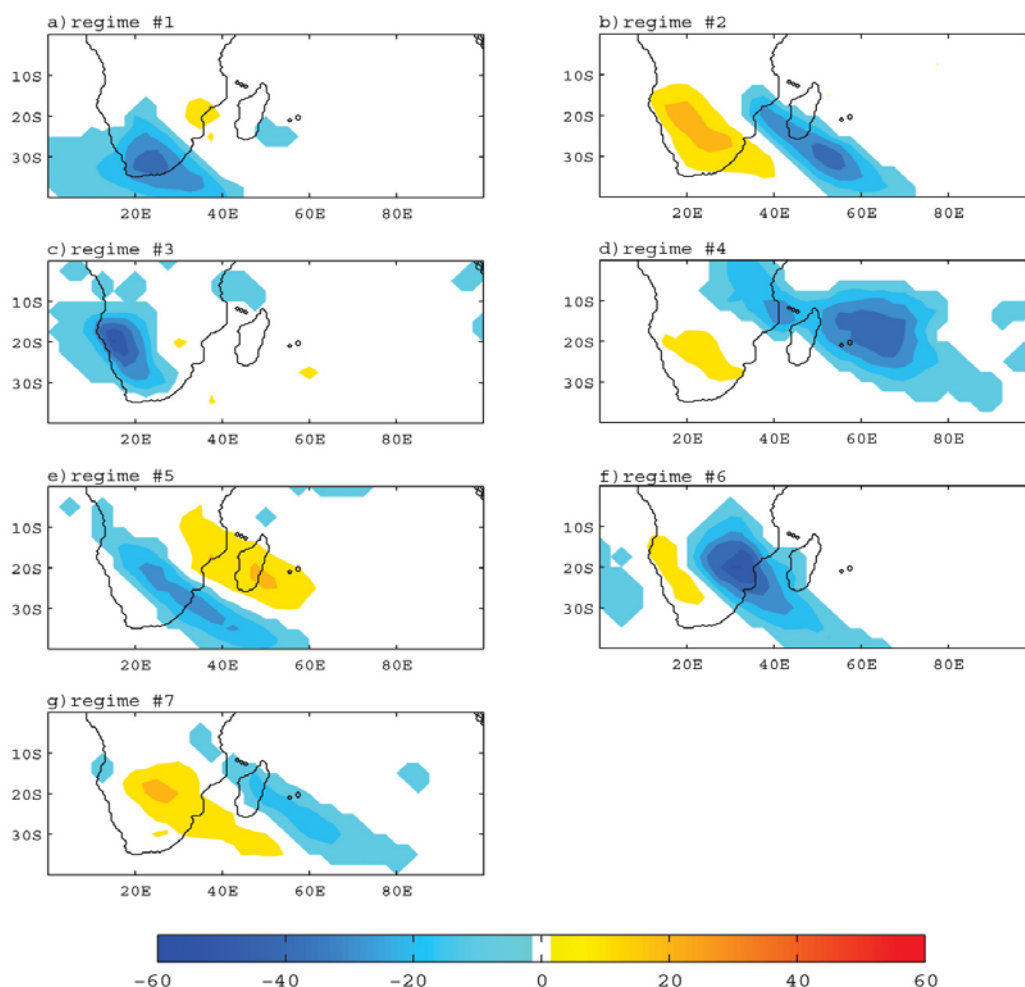 a)regime #1
b)regime #2
10S
20S
30S
20E 40E 60E 80E
10S
20S
30S
20E 40E 60E 80E
c)regime #3
d)regime #4
10S
20S
30S
20E 40E 60E 80E
10S
20S
30S
20E 40E 60E 80E
e)regime #5
f)regime #6
10S
20S
30S
20E 40E 60E 80E
10S
20S
30S
20E 40E 60E 80E
g)regime #7
10S
20S
30S
20E 40E 60E 80E
−60 −40 −20 0 20 40 60